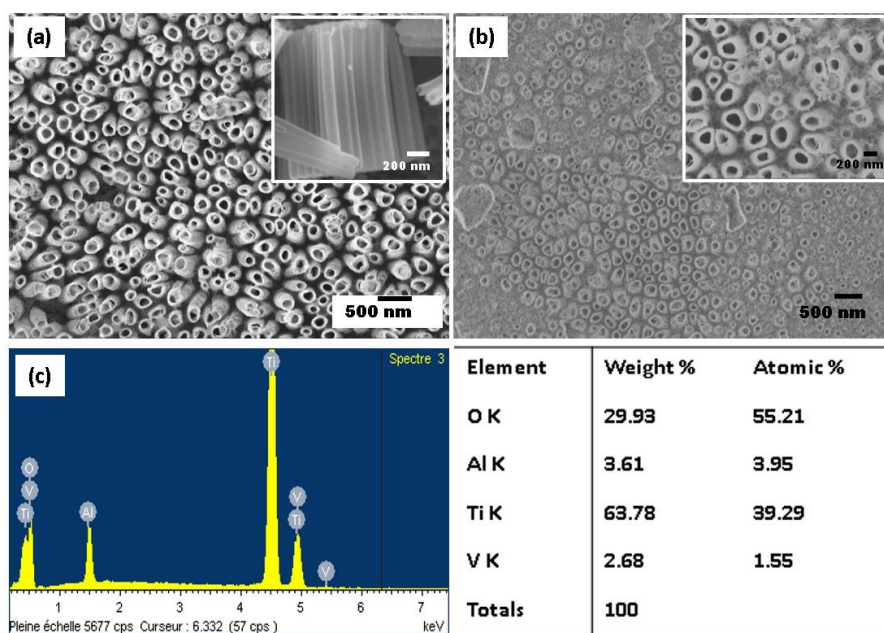 (a)
200 nm
500 nm
(b)
200 nm
500 nm
(c)
Spectre 3
Ti
O
V
Ti
Al
V
Ti
V
1 2 3 4 5 6 7
Pleine échelle 5677 cps Curseur : 6.332 (57 cps) keV
Element Weight % Atomic %
O K 29.93 55.21
Al K 3.61 3.95
Ti K 63.78 39.29
V K 2.68 1.55
Totals 100